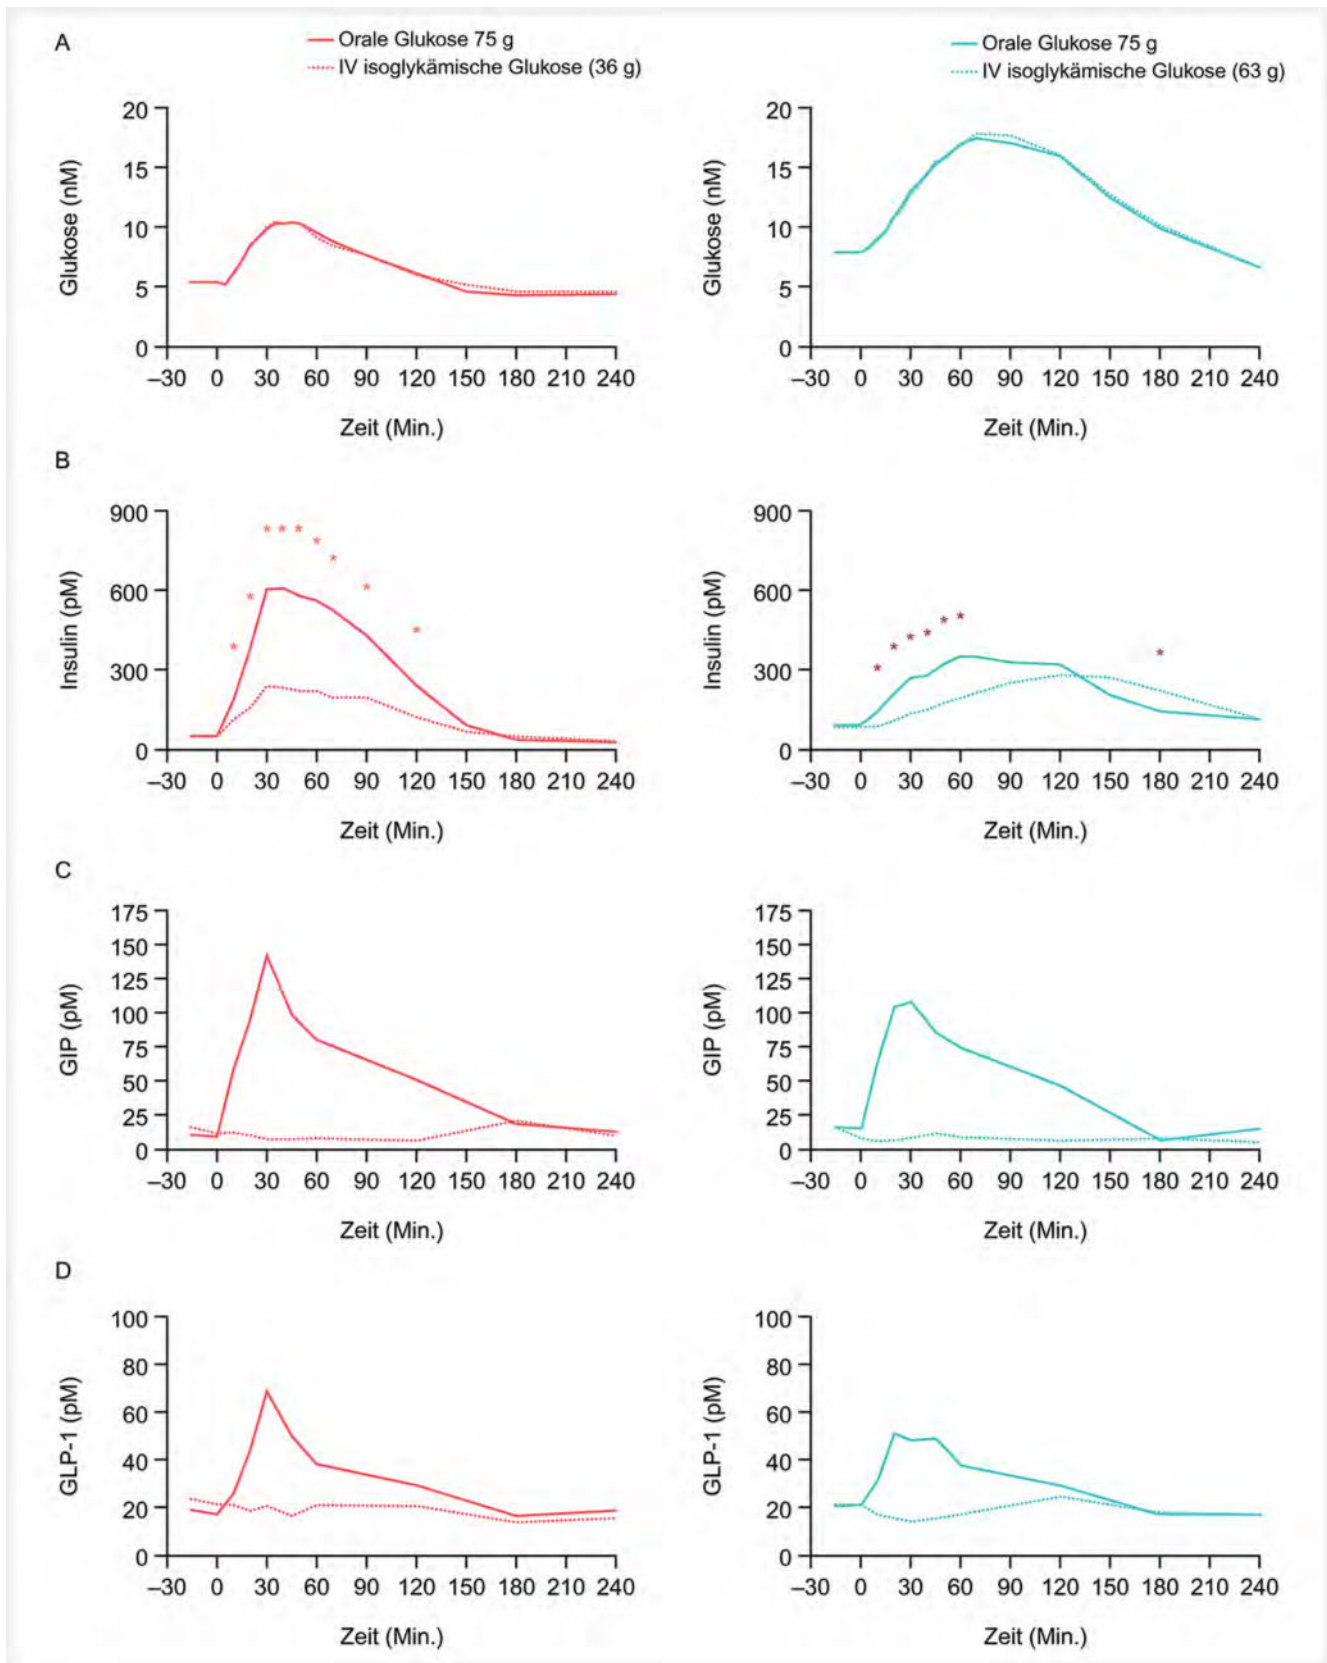 A
Orale Glukose 75 g
IV isoglykämische Glukose (36 g)
Orale Glukose 75 g
IV isoglykämische Glukose (63 g)
Glukose (nM)
20
15
10
5
0
–30 0 30 60 90 120 150 180 210 240
Zeit (Min.)
Glukose (nM)
20
15
10
5
0
–30 0 30 60 90 120 150 180 210 240
Zeit (Min.)
B
Insulin (pM)
900
600
300
0
–30 0 30 60 90 120 150 180 210 240
Zeit (Min.)
* * * * * * * * *
Insulin (pM)
900
600
300
0
–30 0 30 60 90 120 150 180 210 240
Zeit (Min.)
* * * * * * *
C
GIP (pM)
175
150
125
100
75
50
25
0
–30 0 30 60 90 120 150 180 210 240
Zeit (Min.)
GIP (pM)
175
150
125
100
75
50
25
0
–30 0 30 60 90 120 150 180 210 240
Zeit (Min.)
D
GLP-1 (pM)
100
80
60
40
20
0
–30 0 30 60 90 120 150 180 210 240
Zeit (Min.)
GLP-1 (pM)
100
80
60
40
20
0
–30 0 30 60 90 120 150 180 210 240
Zeit (Min.)